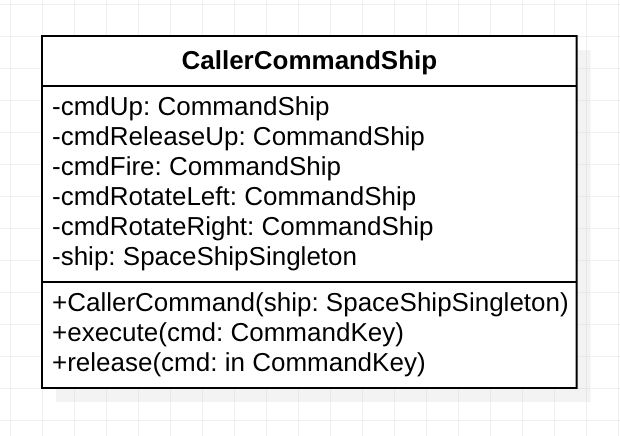 CallerCommandShip
-cmdUp: CommandShip
-cmdReleaseUp: CommandShip
-cmdFire: CommandShip
-cmdRotateLeft: CommandShip
-cmdRotateRight: CommandShip
-ship: SpaceShipSingleton
+CallerCommand(ship: SpaceShipSingleton)
+execute(cmd: CommandKey)
+release(cmd: in CommandKey)